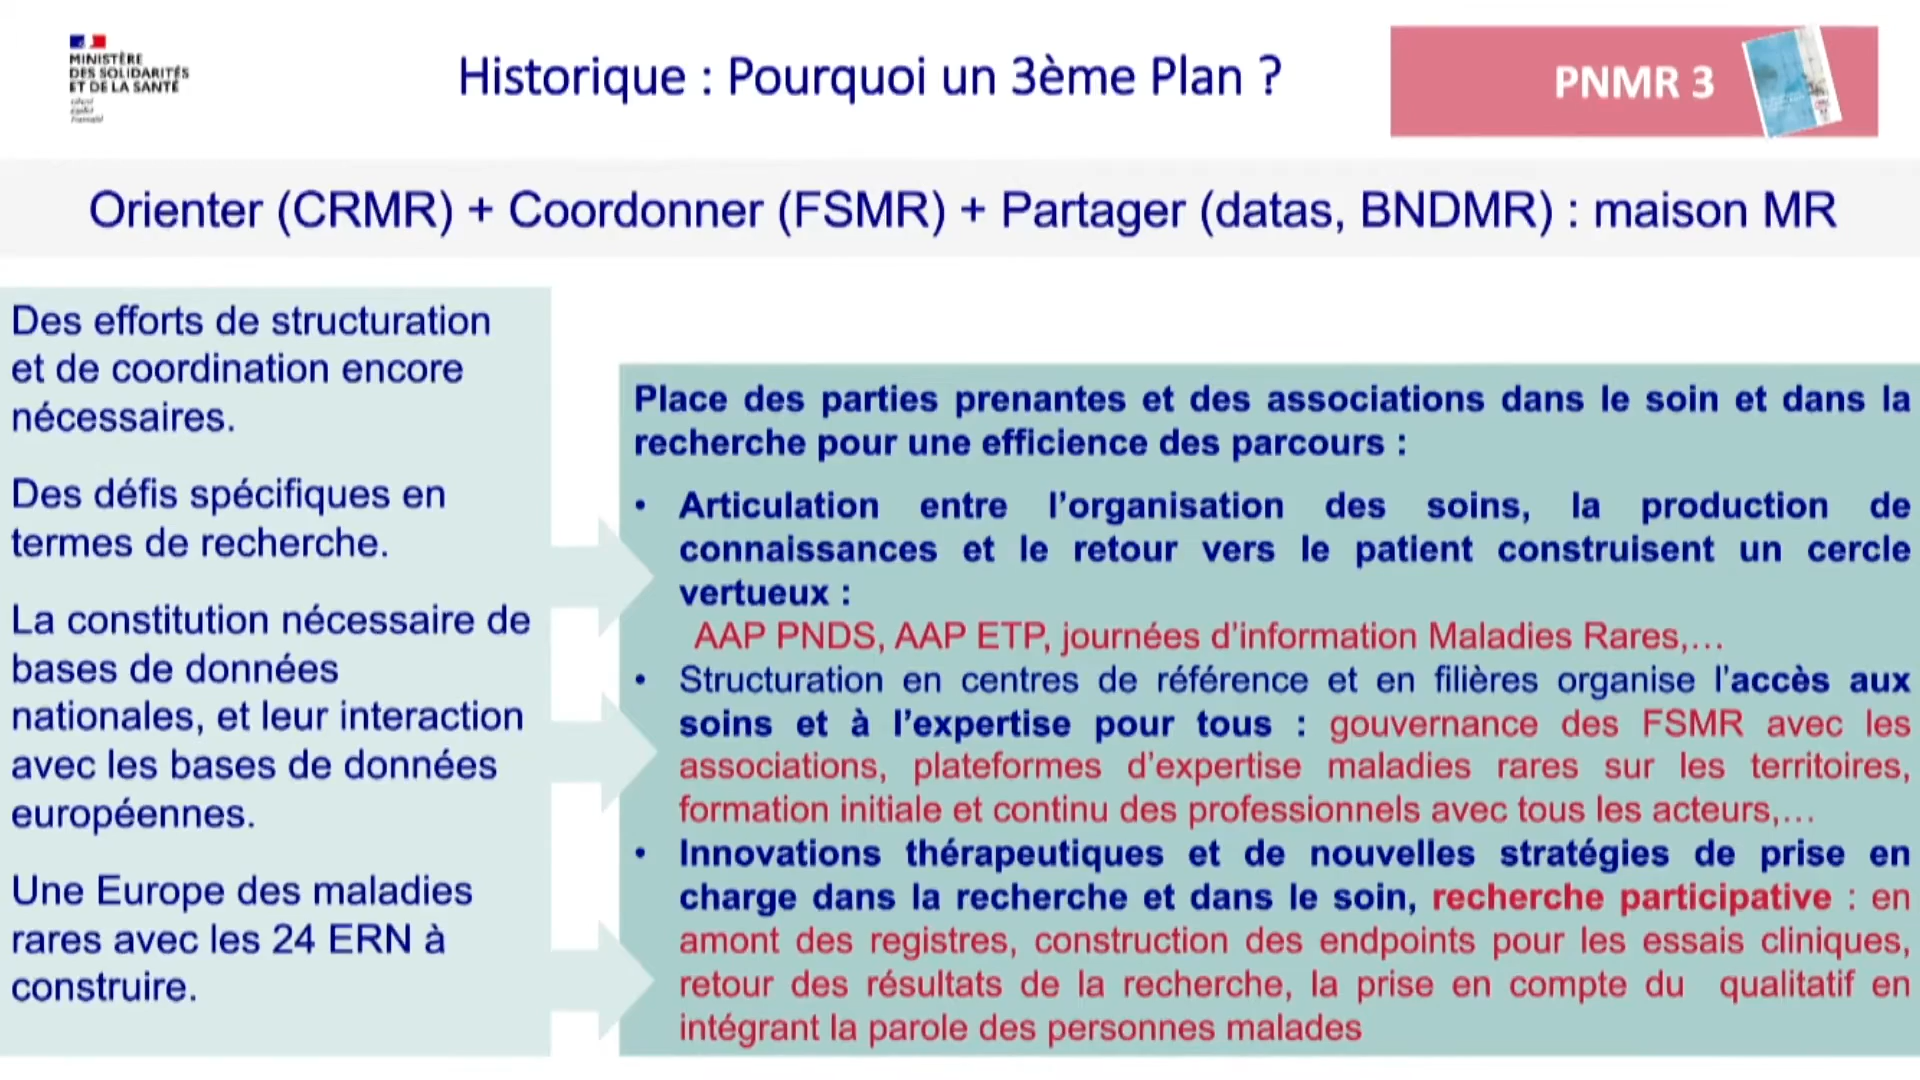 MINISTÈRE
DES SOLIDARITÉS
ET DE LA SANTÉ
Historique : Pourquoi un 3ème Plan ?
PNMR 3
Orienter (CRMR) + Coordonner (FSMR) + Partager (datas, BNDMR) : maison MR
Des efforts de structuration
et de coordination encore
nécessaires.
Des défis spécifiques en
termes de recherche.
La constitution nécessaire de
bases de données
nationales, et leur interaction
avec les bases de données
européennes.
Une Europe des maladies
rares avec les 24 ERN à
construire.
Place des parties prenantes et des associations dans le soin et dans la
recherche pour une efficience des parcours :
• Articulation entre l’organisation des soins, la production de
connaissances et le retour vers le patient construisent un cercle
vertueux :
AAP PNDS, AAP ETP, journées d’information Maladies Rares,…
• Structuration en centres de référence et en filières organise l’accès aux
soins et à l’expertise pour tous : gouvernance des FSMR avec les
associations, plateformes d’expertise maladies rares sur les territoires,
formation initiale et continu des professionnels avec tous les acteurs,…
• Innovations thérapeutiques et de nouvelles stratégies de prise en
charge dans la recherche et dans le soin, recherche participative : en
amont des registres, construction des endpoints pour les essais cliniques,
retour des résultats de la recherche, la prise en compte du qualitatif en
intégrant la parole des personnes malades